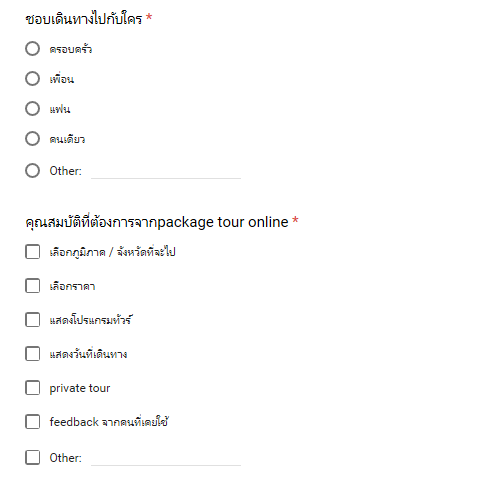 ชอบเดินทางไปกับใคร *
ครอบครัว
เพื่อน
แฟน
คนเดียว
Other:
คุณสมบัติที่ต้องการจากpackage tour online *
เลือกภูมิภาค / จังหวัดที่จะไป
เลือกราคา
แสดงโปรแกรมทัวร์
แสดงวันที่เดินทาง
private tour
feedback จากคนที่เคยใช้
Other: